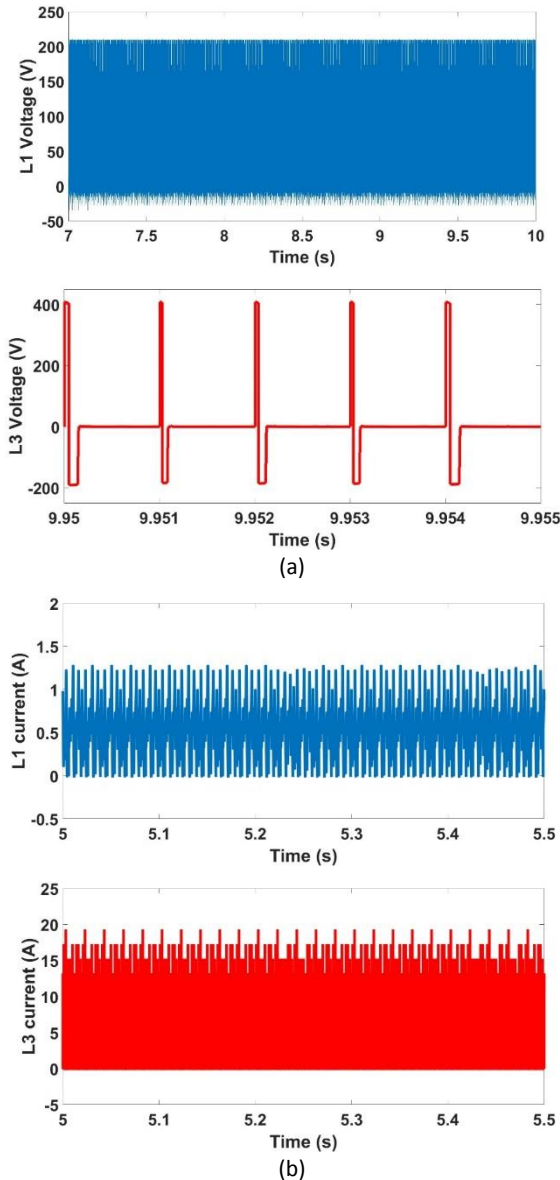 250
200
150
100
50
0
-50
L1 Voltage (V)
7 7.5 8 8.5 9 9.5 10
Time (s)
400
200
0
-200
L3 Voltage (V)
9.95 9.951 9.952 9.953 9.954 9.955
Time (s)
(a)
2
1.5
1
0.5
0
-0.5
L1 current (A)
5 5.1 5.2 5.3 5.4 5.5
Time (s)
25
20
15
10
5
0
-5
L3 current (A)
5 5.1 5.2 5.3 5.4 5.5
Time (s)
(b)